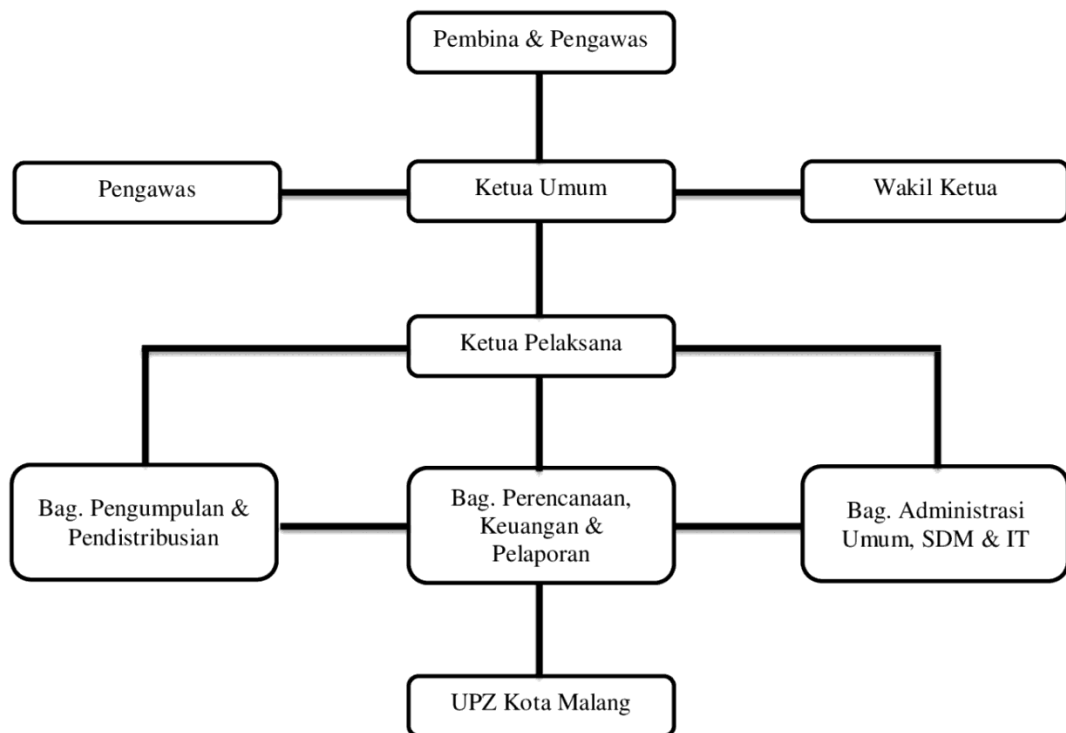 Pembina & Pengawas
Pengawas
Ketua Umum
Wakil Ketua
Ketua Pelaksana
Bag. Pengumpulan &
Pendistribusian
Bag. Perencanaan,
Keuangan &
Pelaporan
Bag. Administrasi
Umum, SDM & IT
UPZ Kota Malang